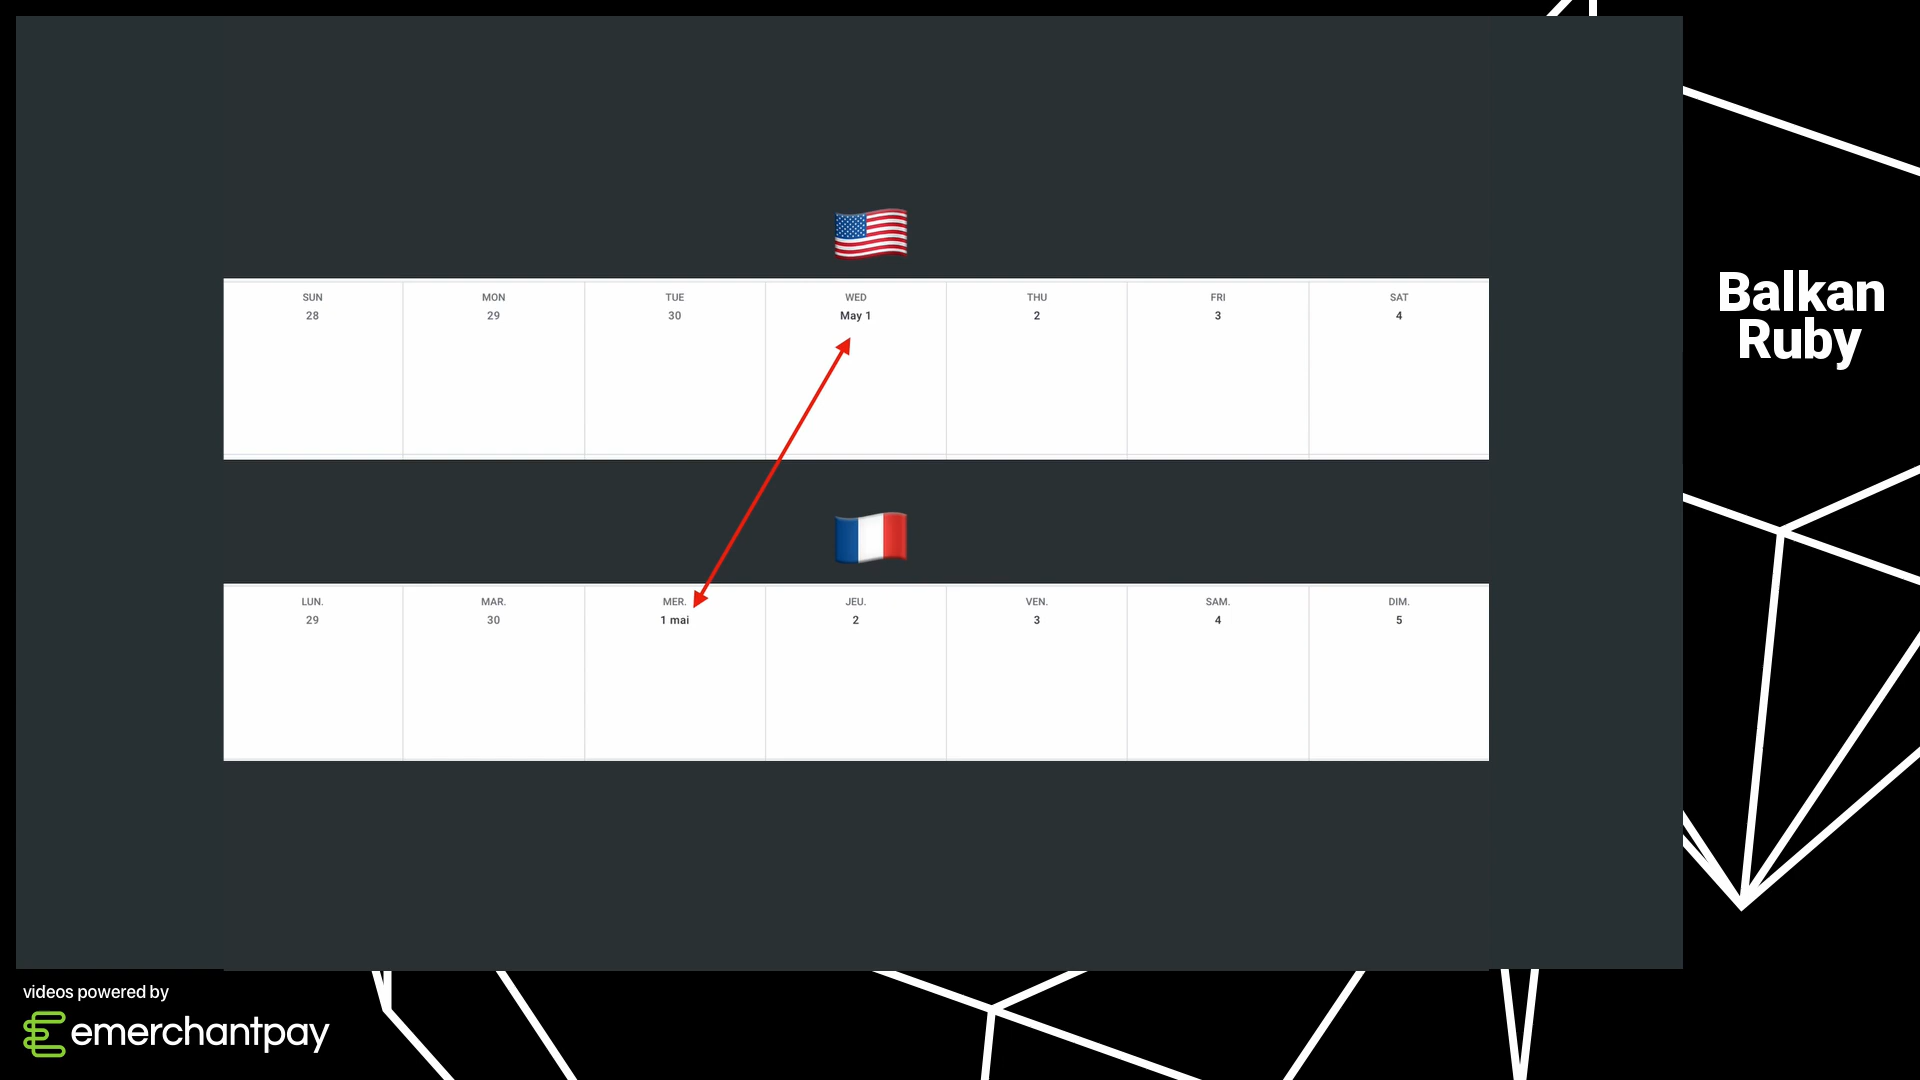 SUN MON TUE WED THU FRI SAT
28 29 30 May 1 2 3 4
LUN. MAR. MER. JEU. VEN. SAM. DIM.
29 30 1 mai 2 3 4 5
Balkan
Ruby
videos powered by
emerchantpay